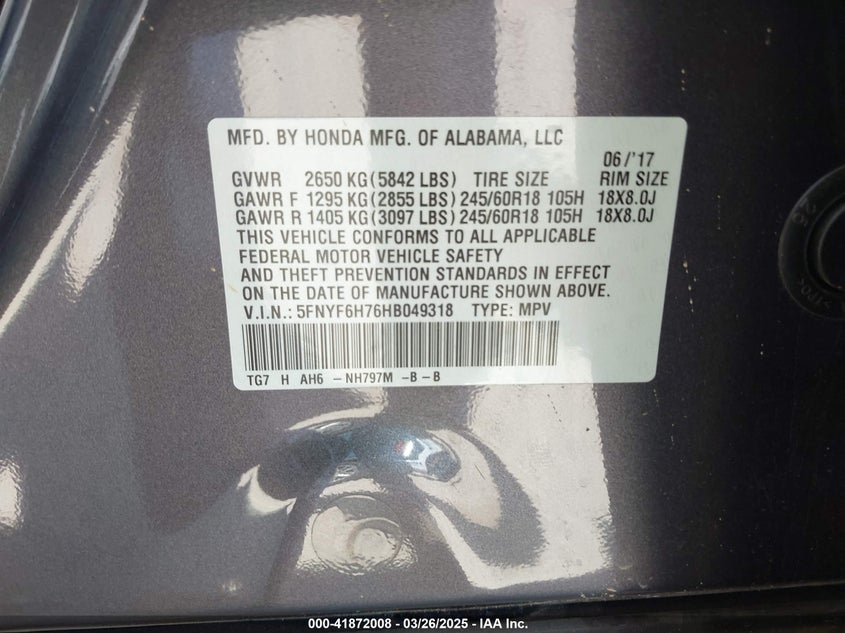 MFD. BY HONDA MFG. OF ALABAMA, LLC
06/'17
GVWR 2650 KG (5842 LBS) TIRE SIZE RIM SIZE
GAWR F 1295 KG (2855 LBS) 245/60R18 105H 18X8.0J
GAWR R 1405 KG (3097 LBS) 245/60R18 105H 18X8.0J
THIS VEHICLE CONFORMS TO ALL APPLICABLE
FEDERAL MOTOR VEHICLE SAFETY
AND THEFT PREVENTION STANDARDS IN EFFECT
ON THE DATE OF MANUFACTURE SHOWN ABOVE.
V.I.N.: 5FNYF6H76HB049318 TYPE: MPV
TG7 H AH6 -NH797M -B-B
000-41872008 - 03/26/2025 - IAA Inc.